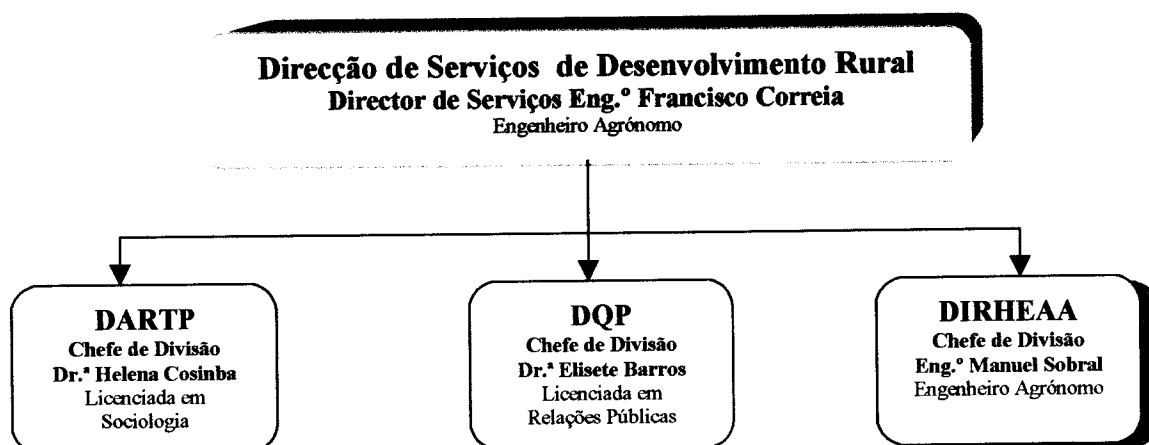 Direcção de Serviços de Desenvolvimento Rural
Director de Serviços Eng.º Francisco Correia
Engenheiro Agrónomo
DARTP
Chefe de Divisão
Dr.ª Helena Cosinba
Licenciada em
Sociologia
DQP
Chefe de Divisão
Dr.ª Elisete Barros
Licenciada em
Relações Públicas
DIRHEAA
Chefe de Divisão
Eng.º Manuel Sobral
Engenheiro Agrónomo